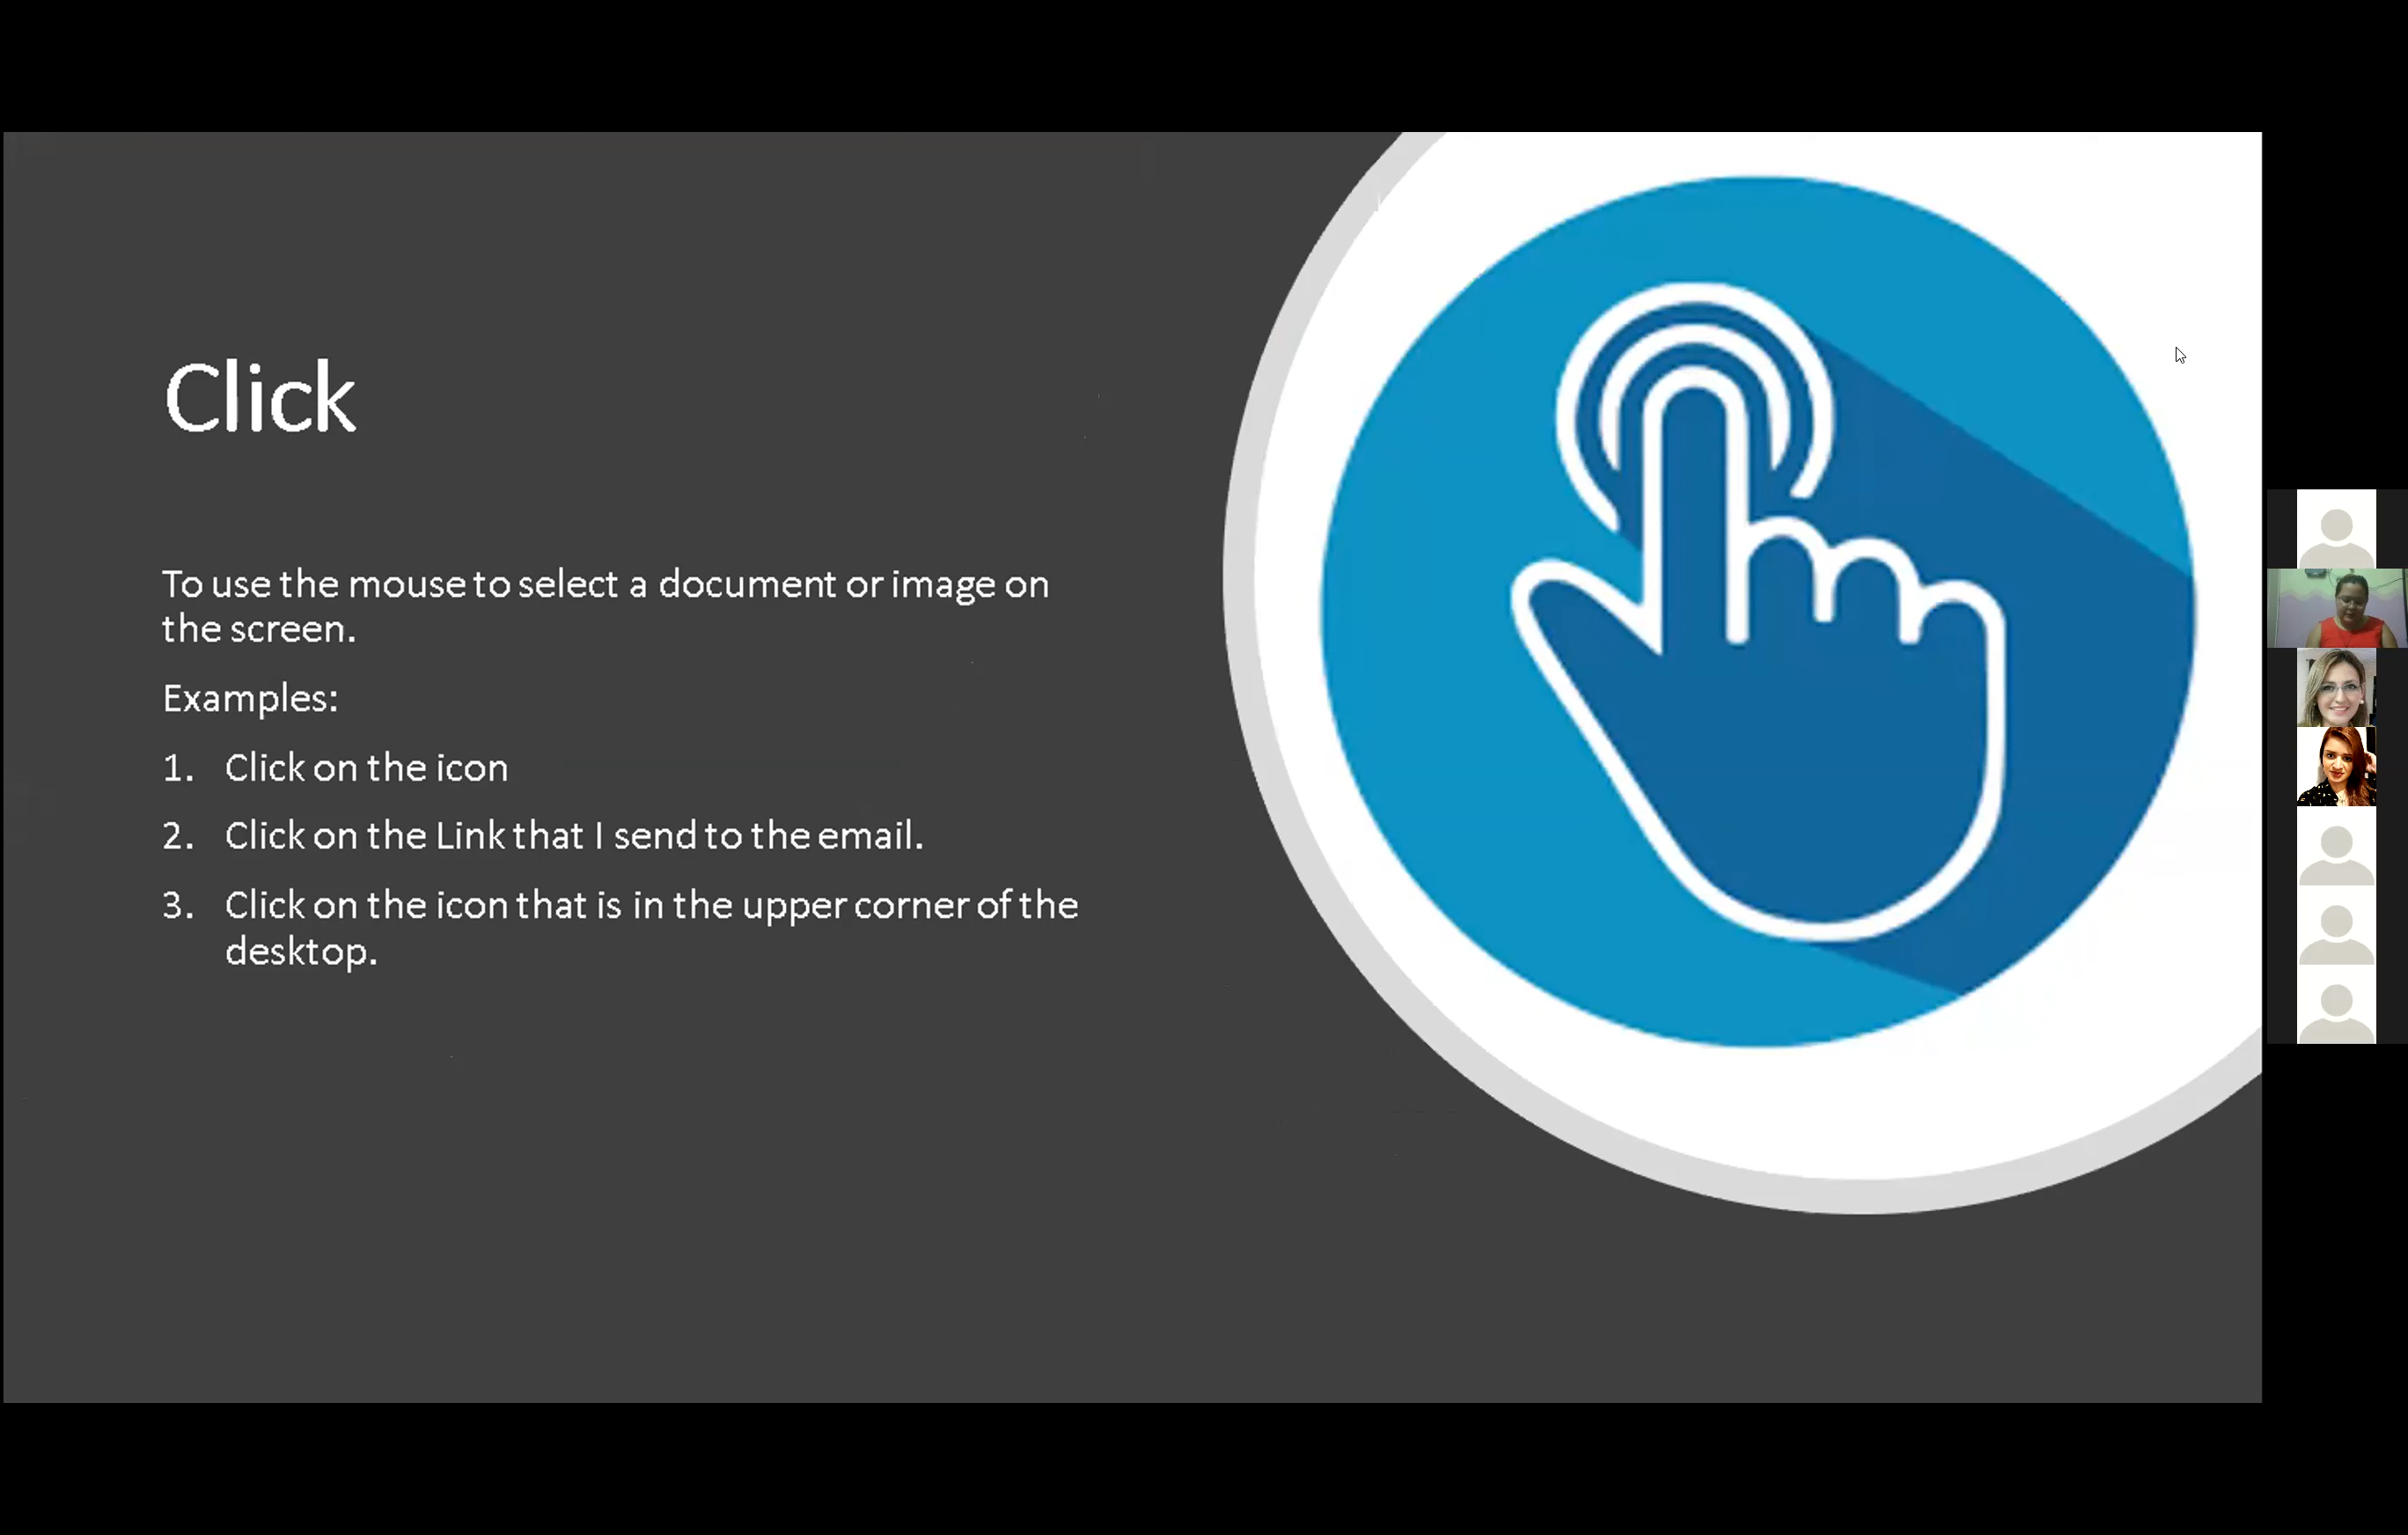 Click
To use the mouse to select a document or image on
the screen.
Examples:
1. Click on the icon
2. Click on the Link that I send to the email.
3. Click on the icon that is in the upper corner of the
desktop.